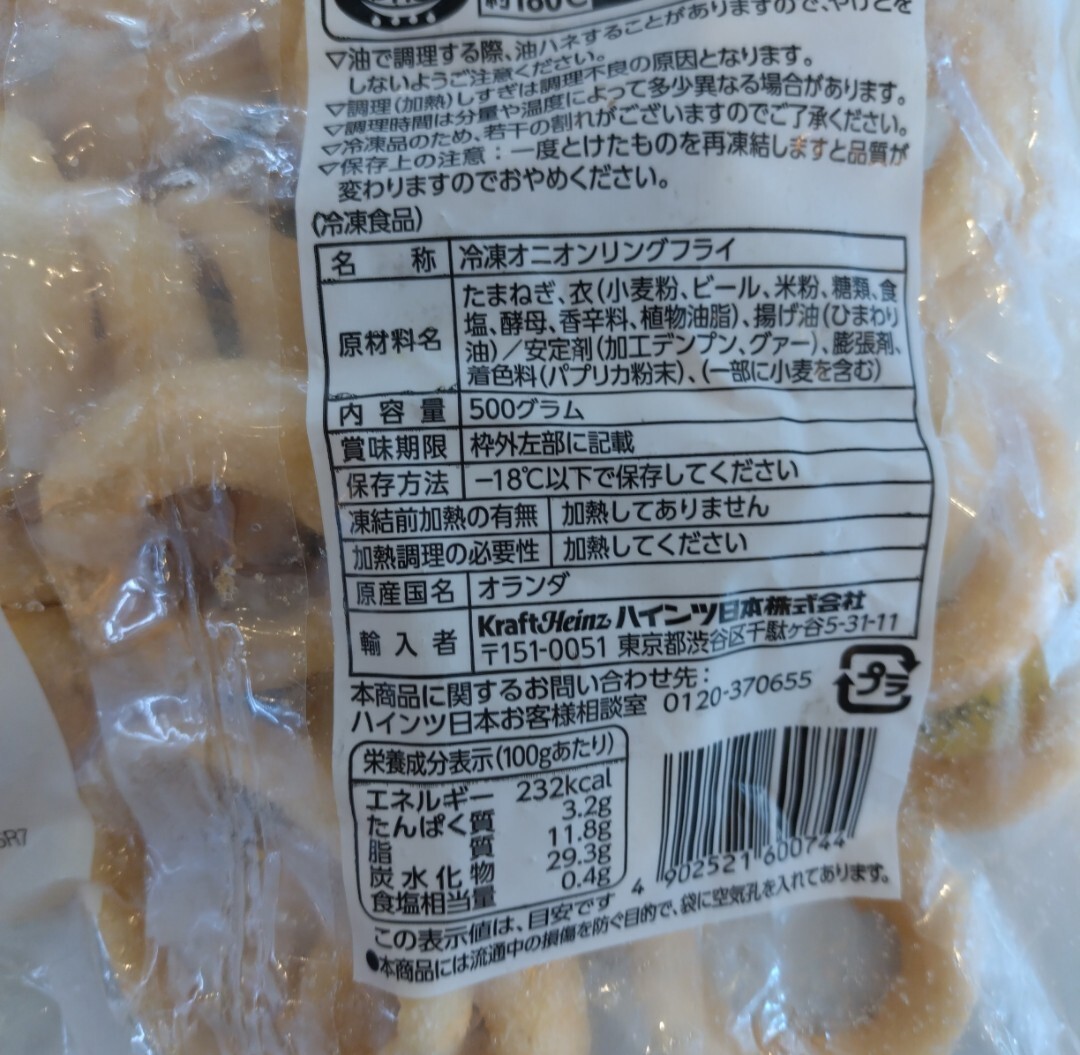 約180℃
▽油で調理する際、油ハネすることがありますので、やけどを
しないようご注意ください。
▽調理(加熱)しすぎは調理不良の原因となります。
▽調理時間は分量や温度によって多少異なる場合があります。
▽冷凍品のため、若干の割れがございますのでご了承ください。
▽保存上の注意：一度とけたものを再凍結しますと品質が
変わりますのでおやめください。
(冷凍食品)
名称 冷凍オニオンリングフライ
原材料名 たまねぎ、衣(小麦粉、ビール、米粉、糖類、食
塩、酵母、香辛料、植物油脂)、揚げ油(ひまわり
油)／安定剤(加工デンプン、グァー)、膨張剤、
着色料(パプリカ粉末)、(一部に小麦を含む)
内容量 500グラム
賞味期限 枠外左部に記載
保存方法 −18℃以下で保存してください
凍結前加熱の有無 加熱してありません
加熱調理の必要性 加熱してください
原産国名 オランダ
輸入者 KraftHeinz ハインツ日本株式会社
〒151-0051 東京都渋谷区千駄ヶ谷5-31-11
本商品に関するお問い合わせ先：
ハインツ日本お客様相談室 0120-370655
プラ
栄養成分表示(100gあたり)
エネルギー 232kcal
たんぱく質 3.2g
脂質 11.8g
炭水化物 29.3g
食塩相当量 0.4g
この表示値は、目安です
4 902521 600744
●本商品には流通中の損傷を防ぐ目的で、袋に空気孔を入れてあります。